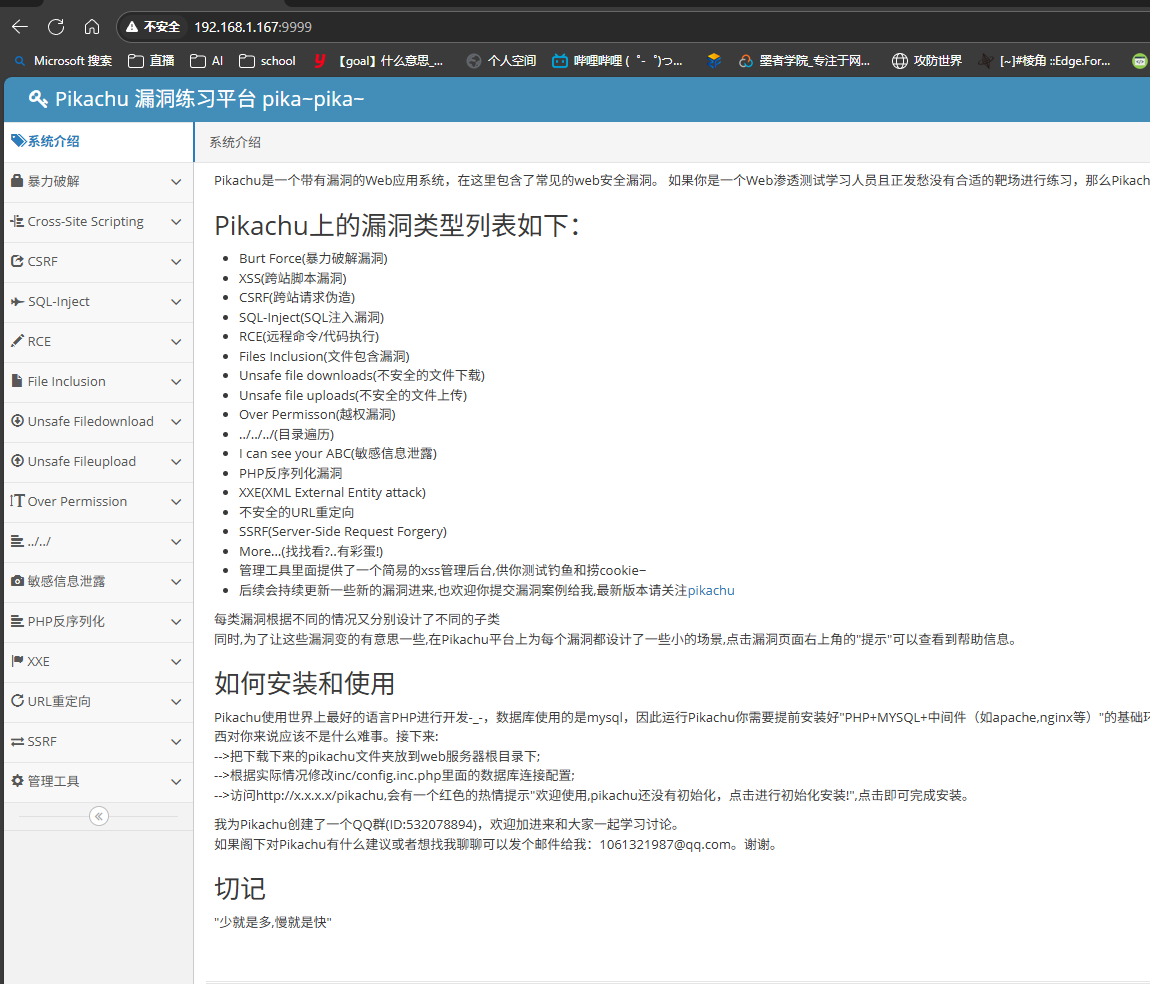 不安全 192.168.1.167:9999
Microsoft 搜索 直播 AI school 【goal】什么意思_... 个人空间 哔哩哔哩 ( ゜- ゜)つ... 墨者学院_专注于网... 攻防世界 [~]#棱角 ::Edge.For...
Pikachu 漏洞练习平台 pika~pika~
系统介绍
暴力破解
Cross-Site Scripting
CSRF
SQL-Inject
RCE
File Inclusion
Unsafe Filedownload
Unsafe Fileupload
Over Permission
../../
敏感信息泄露
PHP反序列化
XXE
URL重定向
SSRF
管理工具
系统介绍
Pikachu是一个带有漏洞的Web应用系统，在这里包含了常见的web安全漏洞。 如果你是一个Web渗透测试学习人员且正发愁没有合适的靶场进行练习，那么Pikach
Pikachu上的漏洞类型列表如下：
Burt Force(暴力破解漏洞)
XSS(跨站脚本漏洞)
CSRF(跨站请求伪造)
SQL-Inject(SQL注入漏洞)
RCE(远程命令/代码执行)
Files Inclusion(文件包含漏洞)
Unsafe file downloads(不安全的文件下载)
Unsafe file uploads(不安全的文件上传)
Over Permisson(越权漏洞)
../../../(目录遍历)
I can see your ABC(敏感信息泄露)
PHP反序列化漏洞
XXE(XML External Entity attack)
不安全的URL重定向
SSRF(Server-Side Request Forgery)
More...(找找看?..有彩蛋!)
管理工具里面提供了一个简易的xss管理后台,供你测试钓鱼和捞cookie~
后续会持续更新一些新的漏洞进来,也欢迎你提交漏洞案例给我,最新版本请关注pikachu
每类漏洞根据不同的情况又分别设计了不同的子类
同时,为了让这些漏洞变的有意思一些,在Pikachu平台上为每个漏洞都设计了一些小的场景,点击漏洞页面右上角的"提示"可以查看到帮助信息。
如何安装和使用
Pikachu使用世界上最好的语言PHP进行开发-_-，数据库使用的是mysql，因此运行Pikachu你需要提前安装好"PHP+MYSQL+中间件（如apache,nginx等）"的基础环
西对你来说应该不是什么难事。接下来:
-->把下载下来的pikachu文件夹放到web服务器根目录下;
-->根据实际情况修改inc/config.inc.php里面的数据库连接配置;
-->访问http://x.x.x.x/pikachu,会有一个红色的热情提示"欢迎使用,pikachu还没有初始化，点击进行初始化安装!",点击即可完成安装。
我为Pikachu创建了一个QQ群(ID:532078894)，欢迎加进来和大家一起学习讨论。
如果阁下对Pikachu有什么建议或者想找我聊聊可以发个邮件给我：1061321987@qq.com。谢谢。
切记
"少就是多,慢就是快"